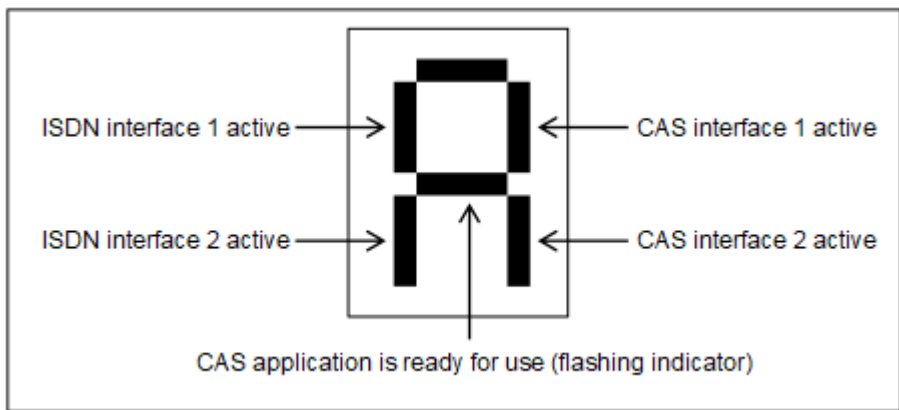 ISDN interface 1 active
CAS interface 1 active
ISDN interface 2 active
CAS interface 2 active
CAS application is ready for use (flashing indicator)